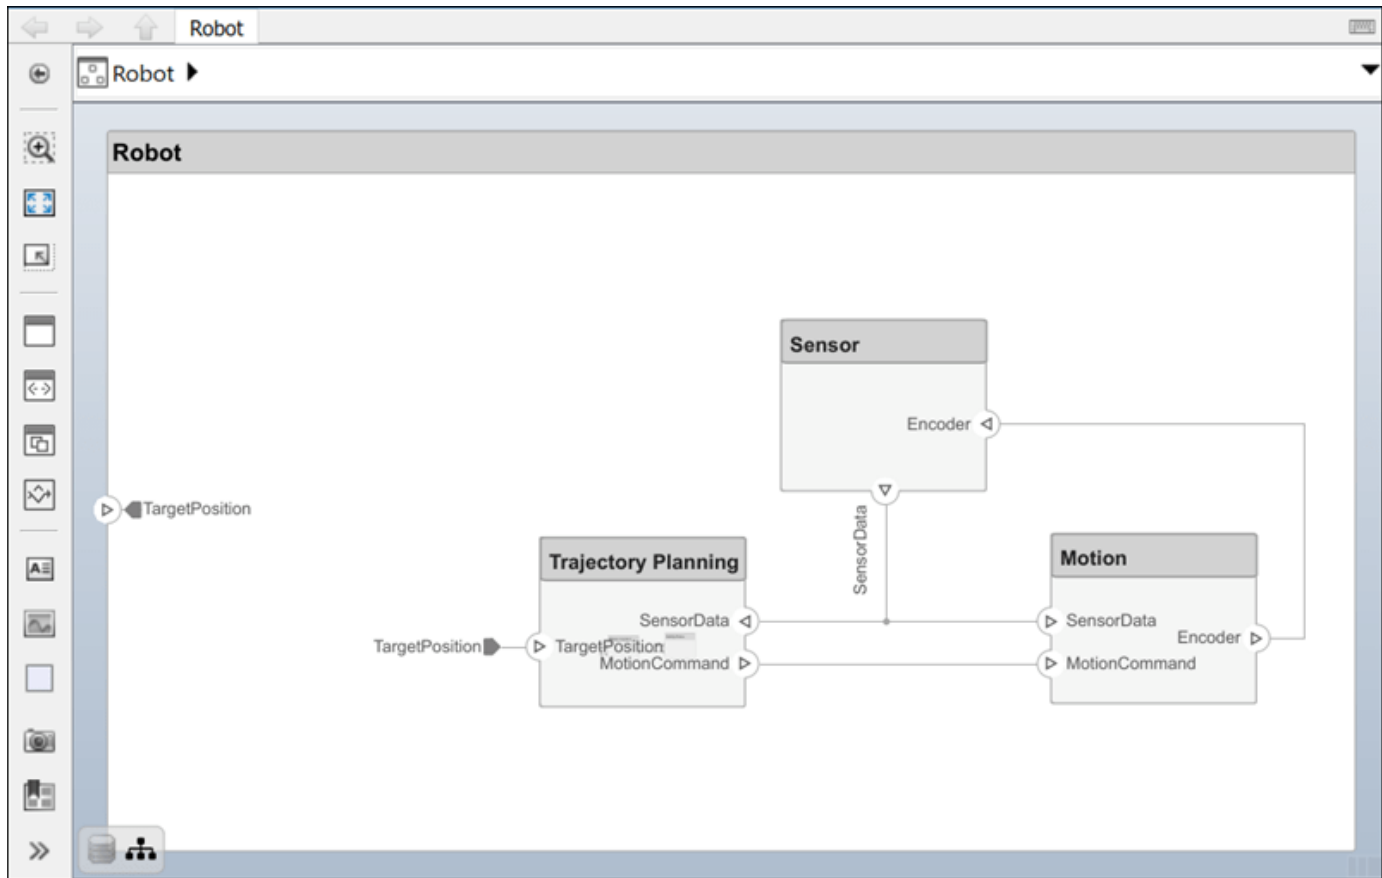 Robot
Robot
Robot
Sensor
Encoder
TargetPosition
SensorData
Trajectory Planning
Motion
SensorData
SensorData
Encoder
TargetPosition
TargetPosition
MotionCommand
MotionCommand